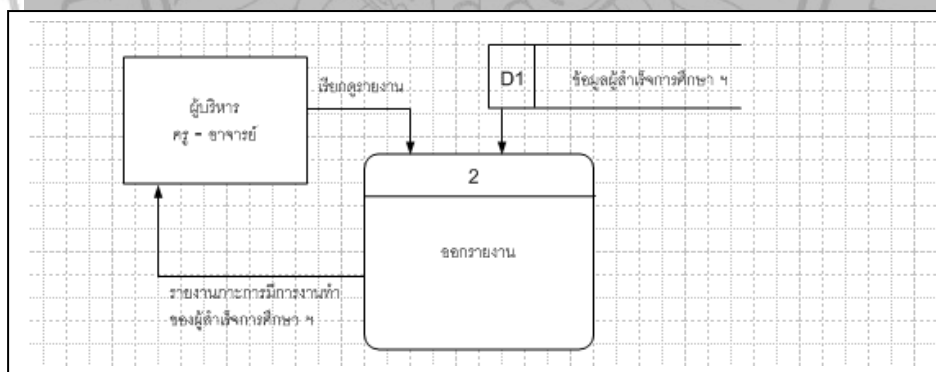 เรียกดูรายงาน
D1
ข้อมูลผู้สำเร็จการศึกษา ฯ
ผู้บริหาร
ครู - อาจารย์
2
ออกรายงาน
รายงานภาะการมีการงานทำ
ของผู้สำเร็จการศึกษา ฯ